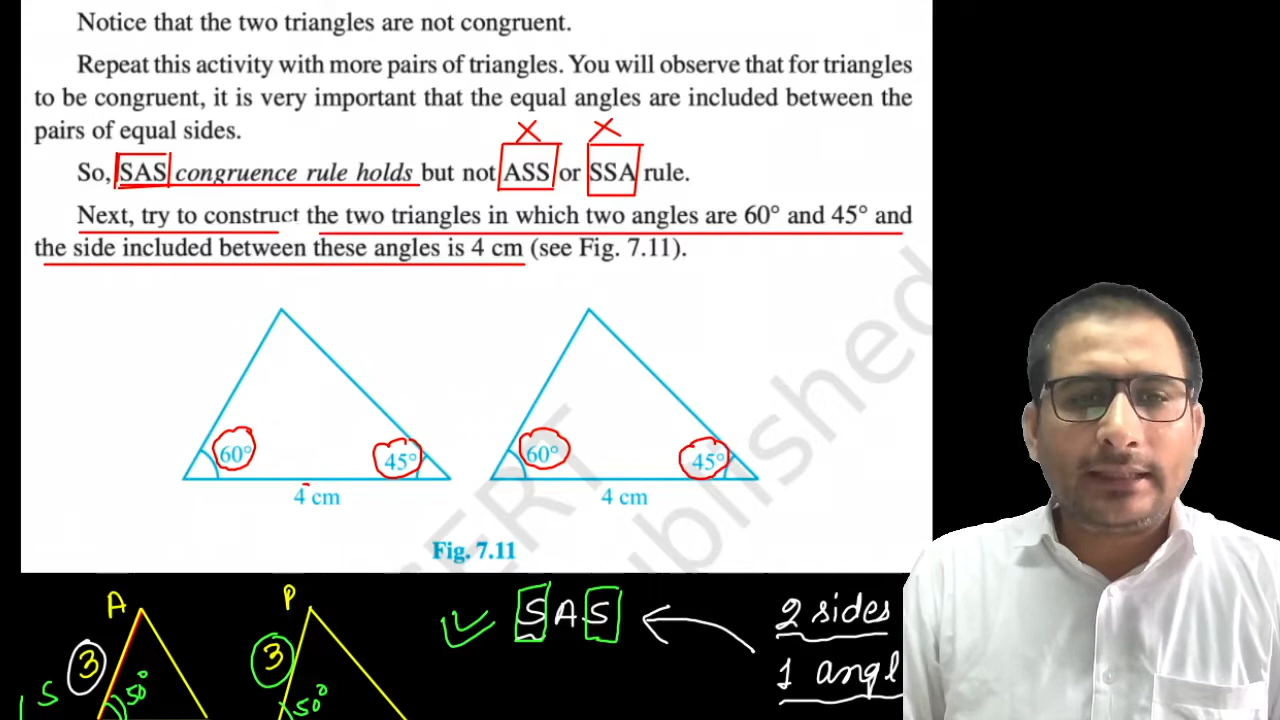 Notice that the two triangles are not congruent.
Repeat this activity with more pairs of triangles. You will observe that for triangles
to be congruent, it is very important that the equal angles are included between the
pairs of equal sides.
So, SAS congruence rule holds but not ASS or SSA rule.
Next, try to construct the two triangles in which two angles are 60° and 45° and
the side included between these angles is 4 cm (see Fig. 7.11).
60° 45° 60° 45°
4 cm 4 cm
Fig. 7.11
A P
✓ SAS ← 2 sides
3 3
S 50° 50° 1 angl